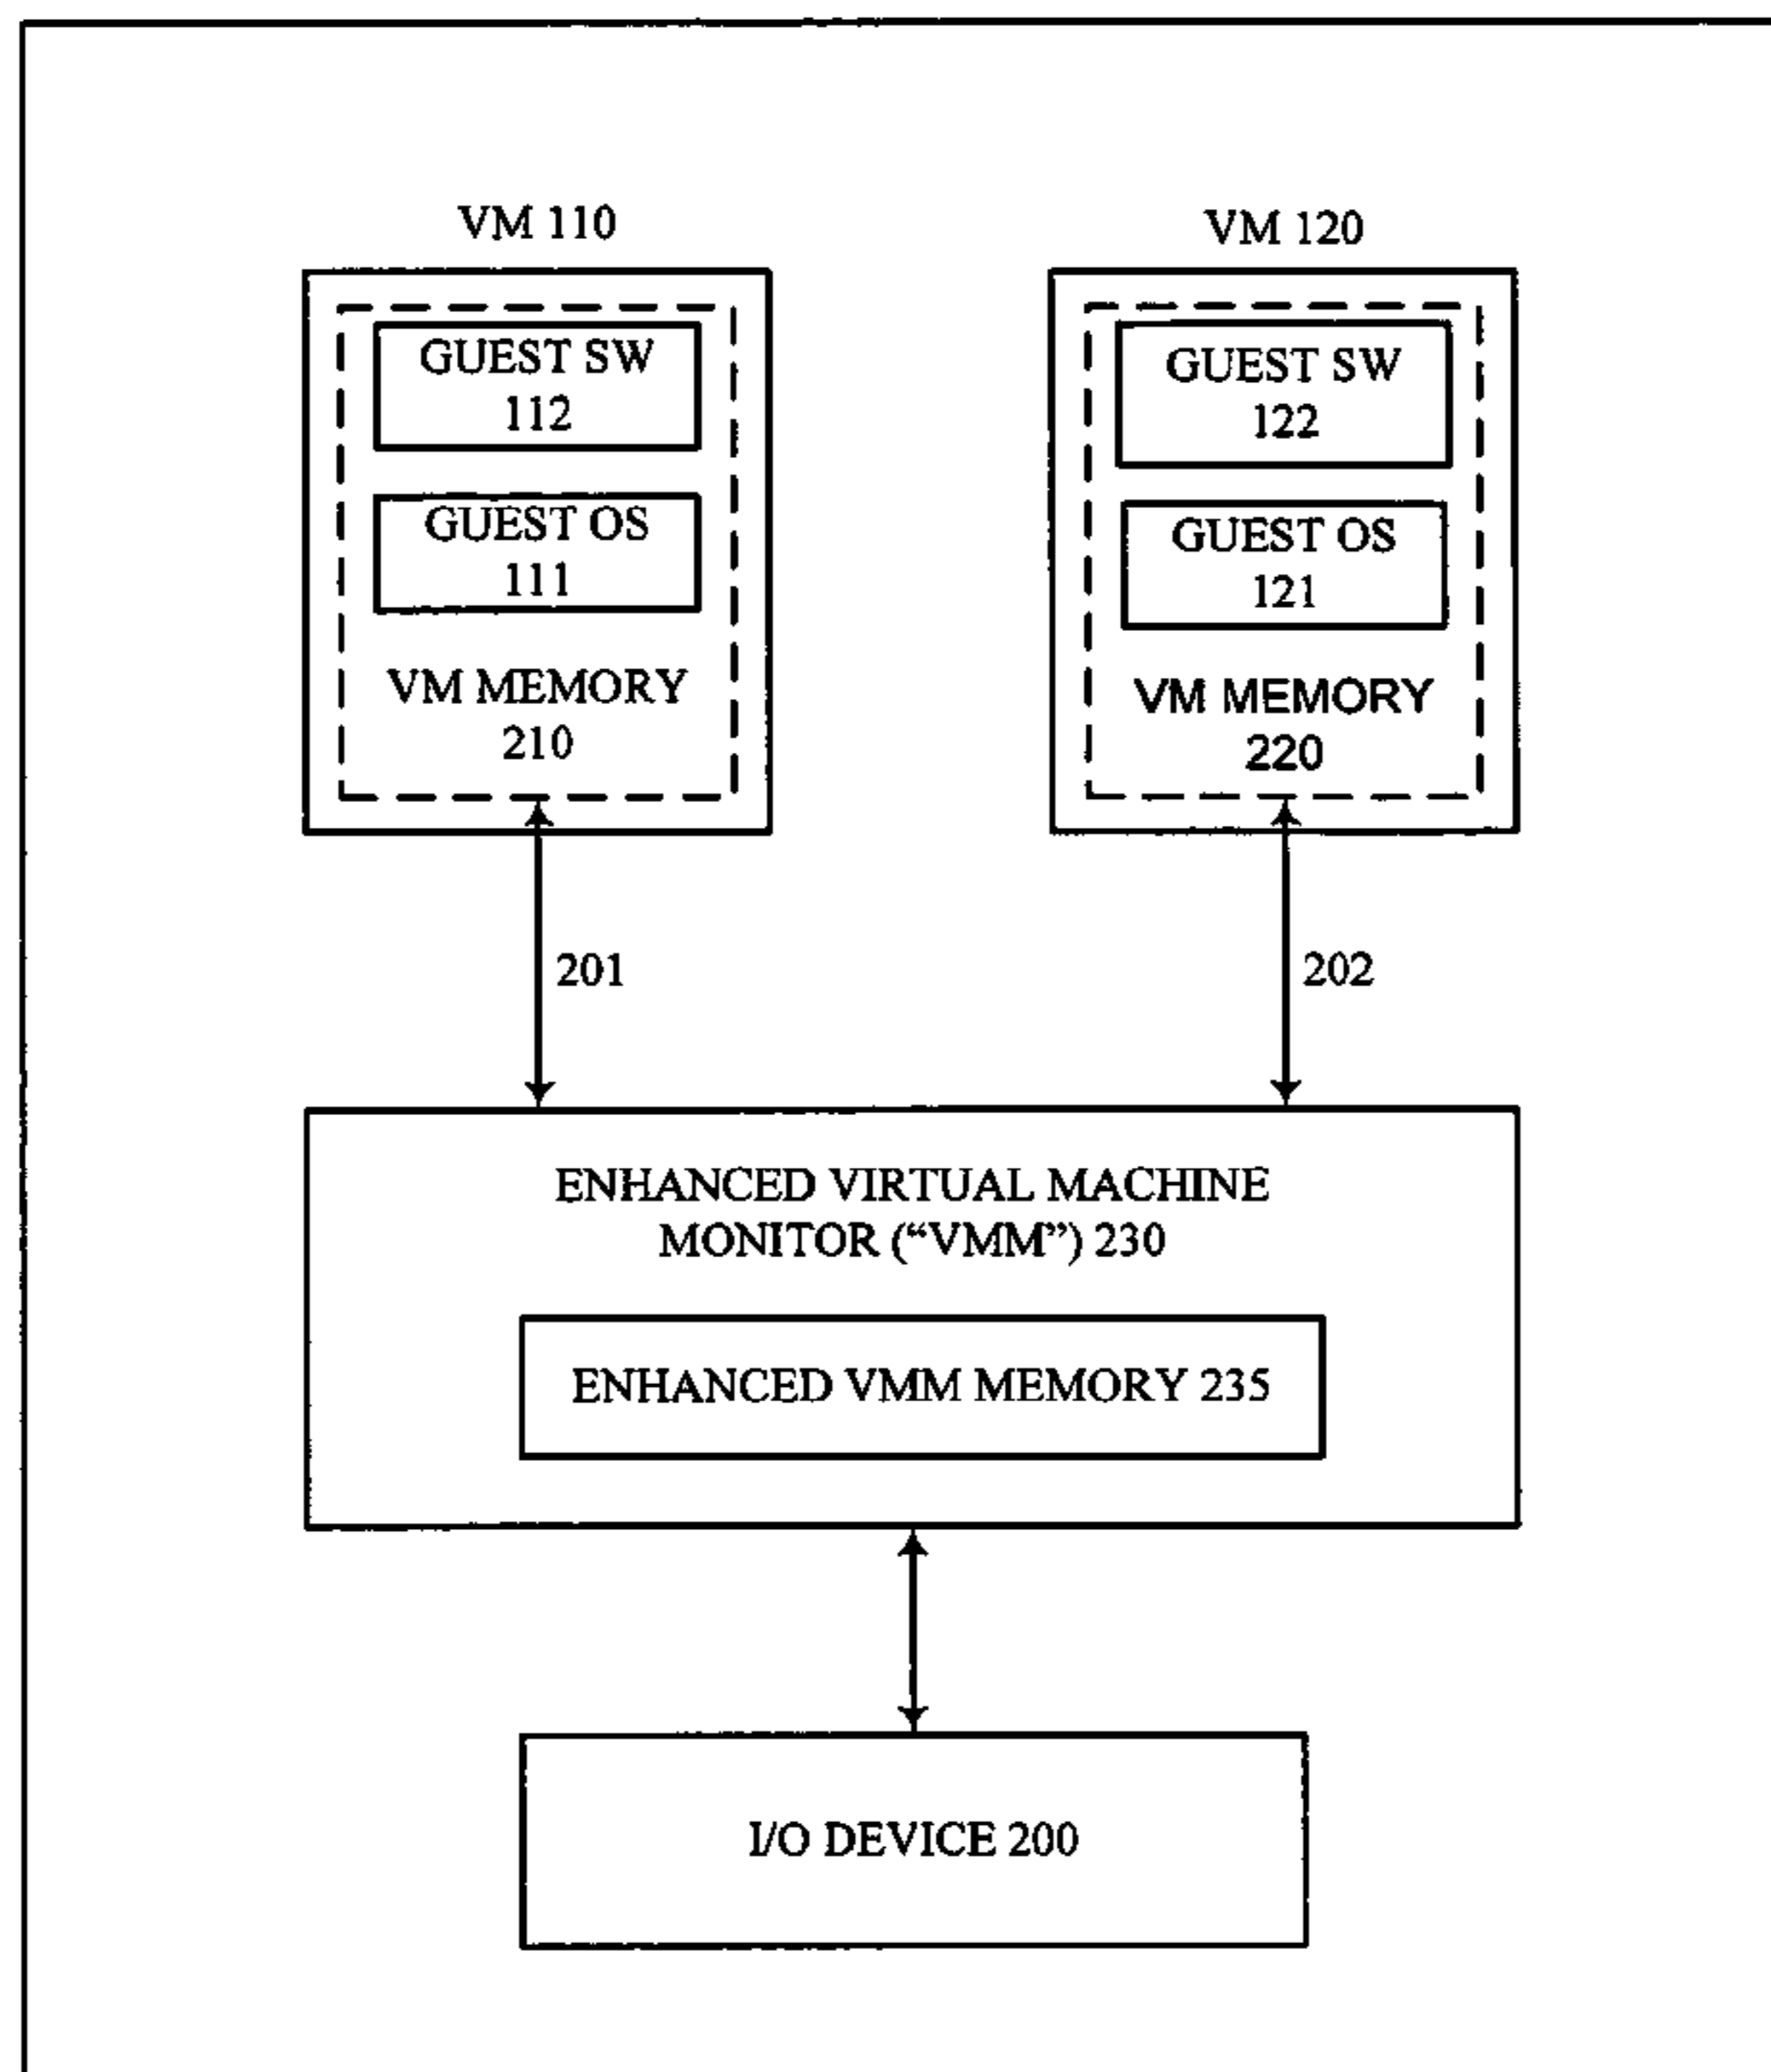 VM 110
GUEST SW
112
GUEST OS
111
VM MEMORY
210
VM 120
GUEST SW
122
GUEST OS
121
VM MEMORY
220
201
202
ENHANCED VIRTUAL MACHINE
MONITOR (“VMM”) 230
ENHANCED VMM MEMORY 235
I/O DEVICE 200